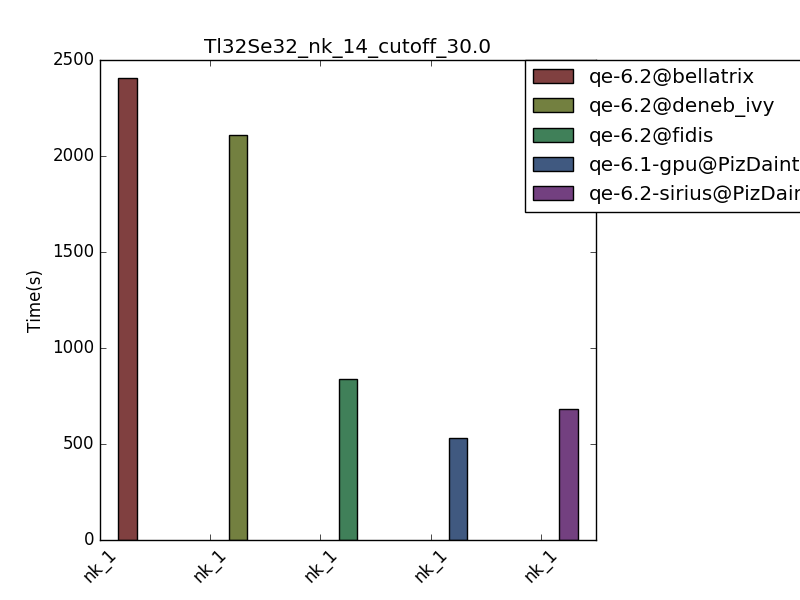 Tl32Se32_nk_14_cutoff_30.0
2500
2000
1500
1000
500
0
Time(s)
qe-6.2@bellatrix
qe-6.2@deneb_ivy
qe-6.2@fidis
qe-6.1-gpu@PizDaint
qe-6.2-sirius@PizDain
nk_1
nk_1
nk_1
nk_1
nk_1